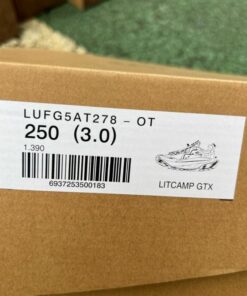 LUFG5AT278 – OT
250 (3.0)
1.390
6937253500183
LITCAMP GTX